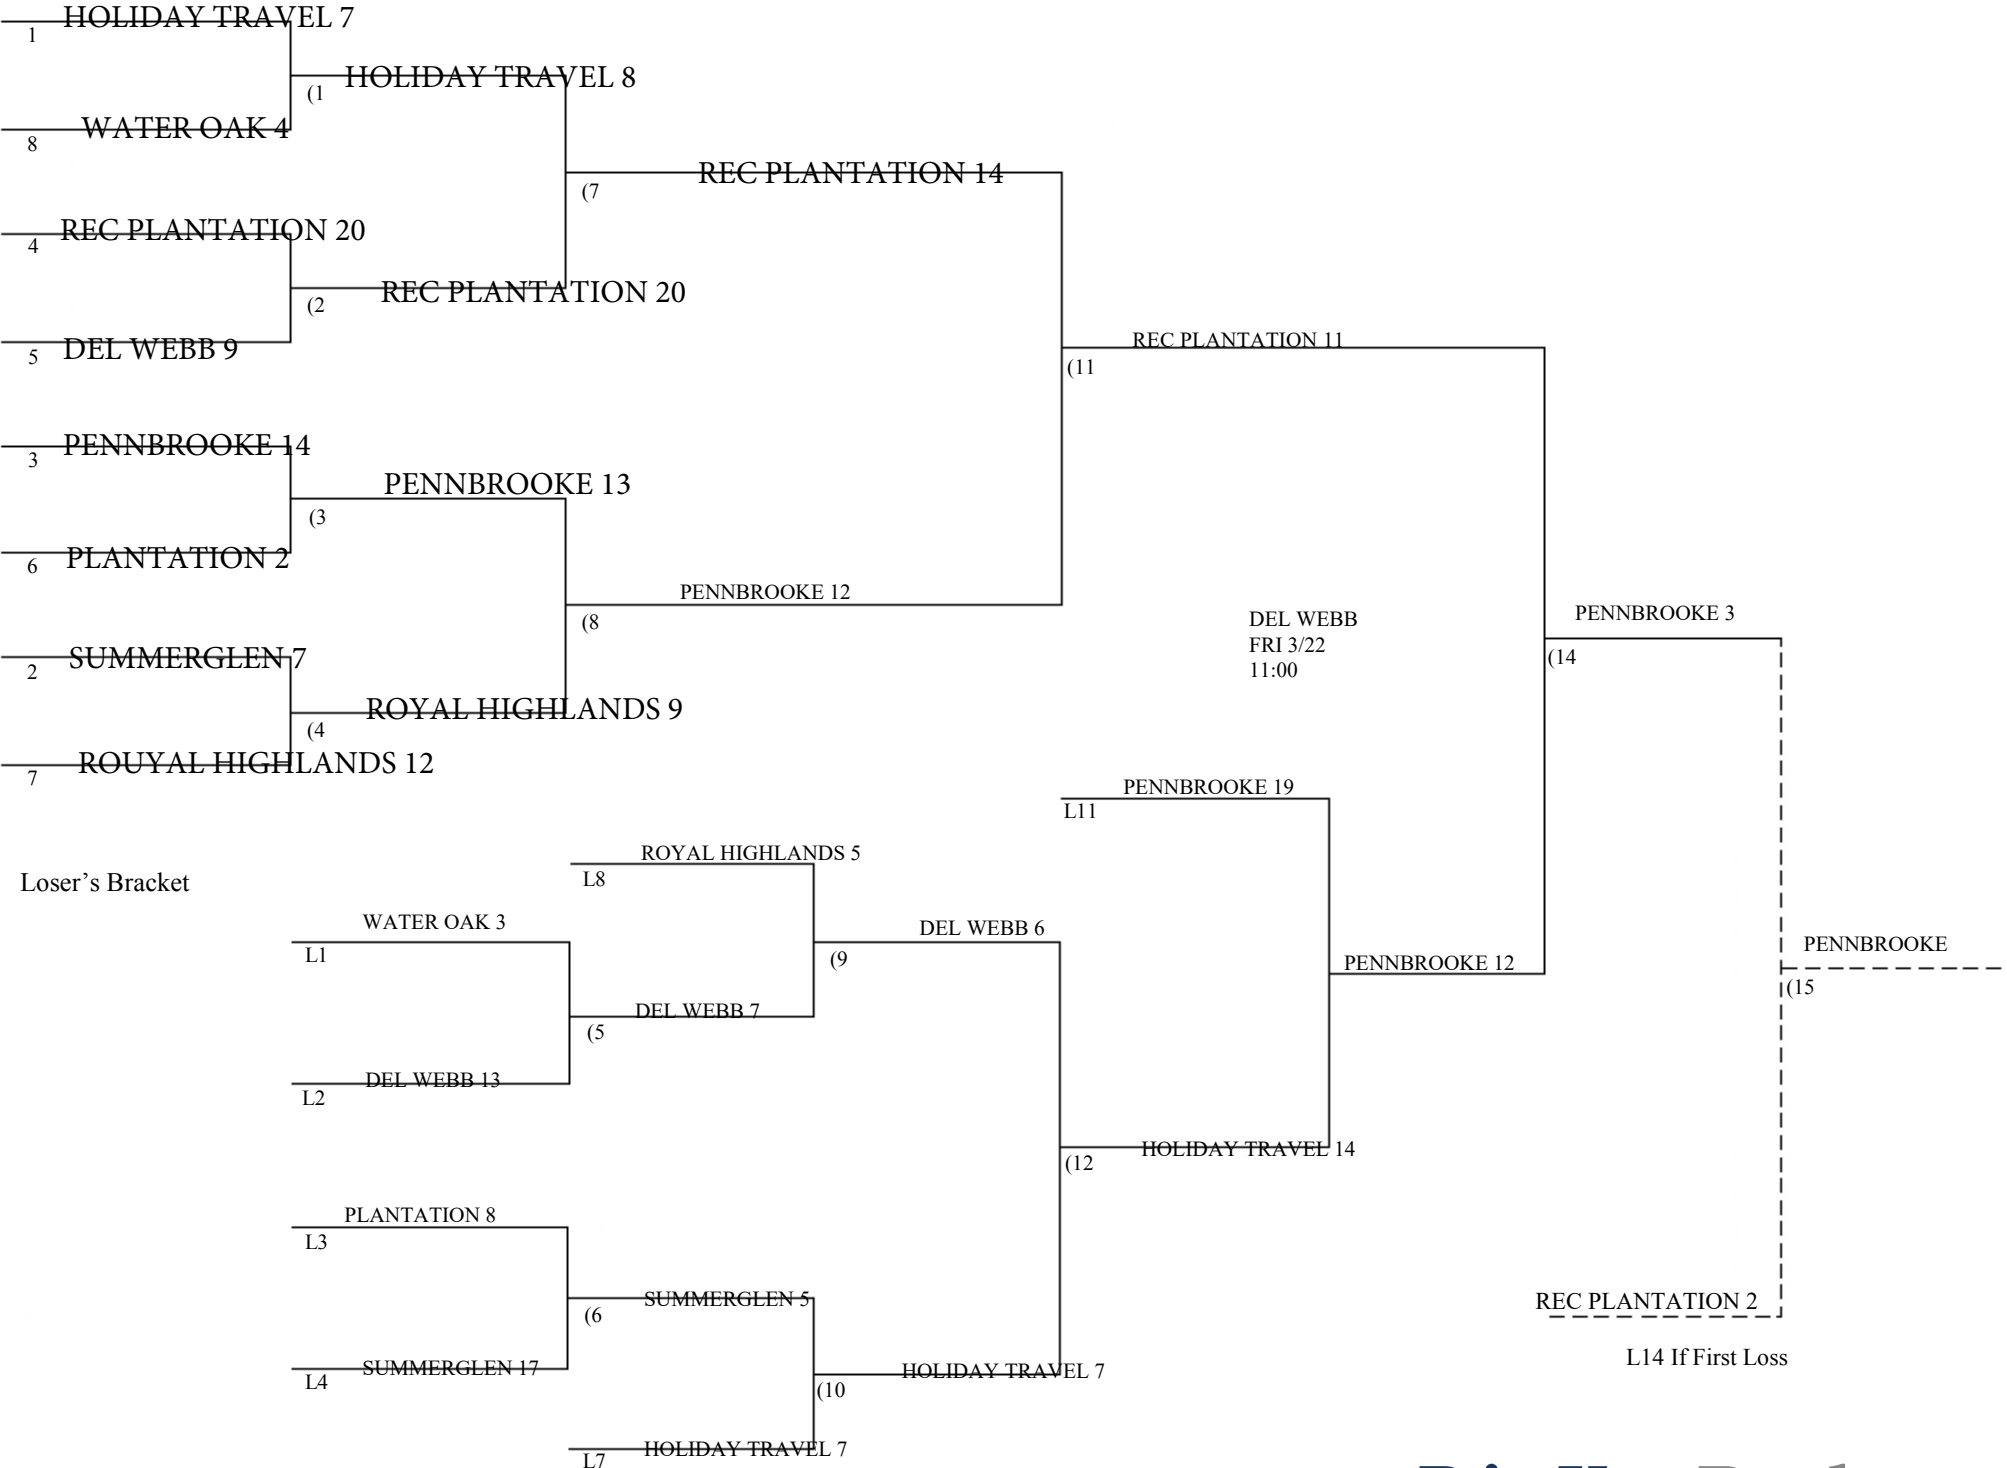 HOLIDAY TRAVEL 7
1
HOLIDAY TRAVEL 8
(1
WATER OAK 4
8
REC PLANTATION 14
(7
REC PLANTATION 20
4
REC PLANTATION 20
(2
DEL WEBB 9
5
REC PLANTATION 11
(11
PENNBROOKE 14
3
PENNBROOKE 13
(3
PLANTATION 2
6
PENNBROOKE 12
(8
DEL WEBB
FRI 3/22
11:00
PENNBROOKE 3
(14
SUMMERGLEN 7
2
ROYAL HIGHLANDS 9
(4
ROUYAL HIGHLANDS 12
7
PENNBROOKE 19
L11
ROYAL HIGHLANDS 5
L8
Loser’s Bracket
WATER OAK 3
L1
DEL WEBB 6
(9
PENNBROOKE 12
PENNBROOKE
(15
DEL WEBB 7
(5
DEL WEBB 13
L2
HOLIDAY TRAVEL 14
(12
PLANTATION 8
L3
SUMMERGLEN 5
(6
REC PLANTATION 2
L14 If First Loss
SUMMERGLEN 17
L4
HOLIDAY TRAVEL 7
(10
HOLIDAY TRAVEL 7
L7